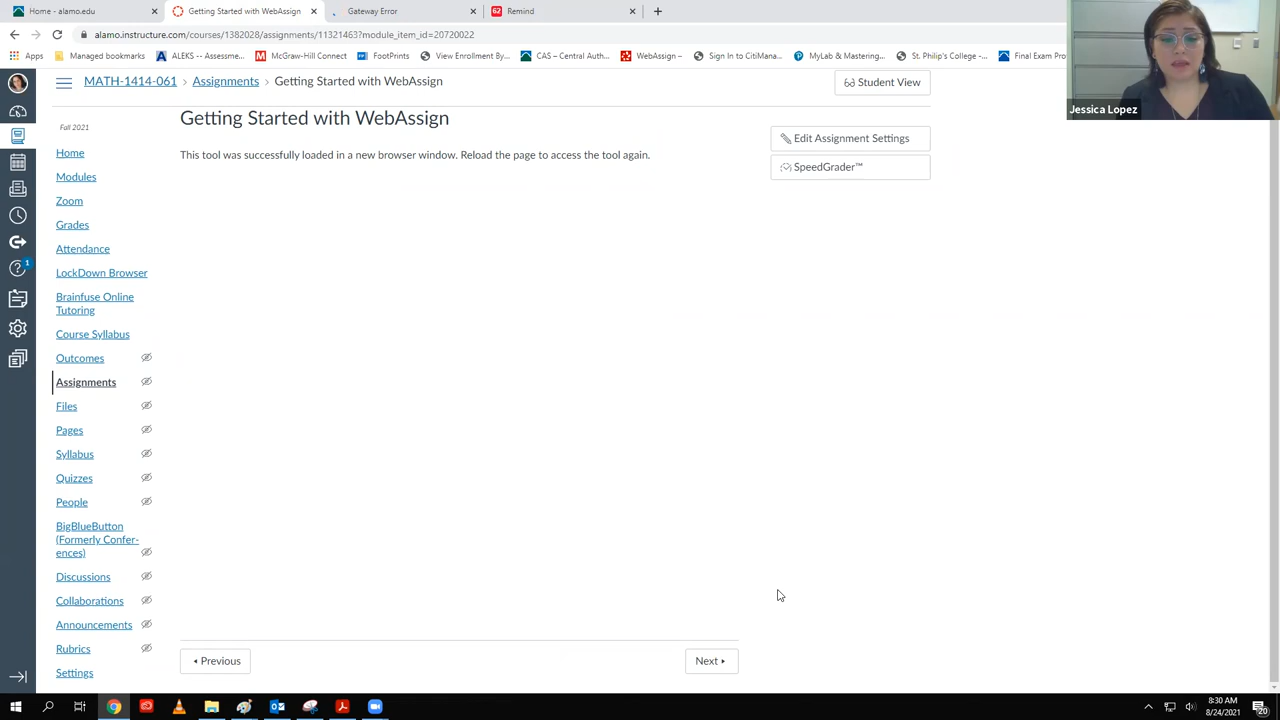 Home - alamo.edu
Getting Started with WebAssign
Gateway Error
62 Remind
alamo.instructure.com/courses/1382028/assignments/11321463?module_item_id=20720022
Apps
Managed bookmarks
ALEKS -- Assessme...
McGraw-Hill Connect
FootPrints
View Enrollment By...
CAS – Central Auth...
WebAssign –
Sign In to CitiMana...
MyLab & Mastering...
St. Philip's College -...
Final Exam Pro
Jessica Lopez
MATH-1414-061 › Assignments › Getting Started with WebAssign
Student View
Fall 2021
Home
Modules
Zoom
Grades
Attendance
LockDown Browser
Brainfuse Online
Tutoring
Course Syllabus
Outcomes
Assignments
Files
Pages
Syllabus
Quizzes
People
BigBlueButton
(Formerly Confer-
ences)
Discussions
Collaborations
Announcements
Rubrics
Settings
1
Getting Started with WebAssign
This tool was successfully loaded in a new browser window. Reload the page to access the tool again.
Edit Assignment Settings
SpeedGrader™
Previous
Next
8:30 AM
8/24/2021
20